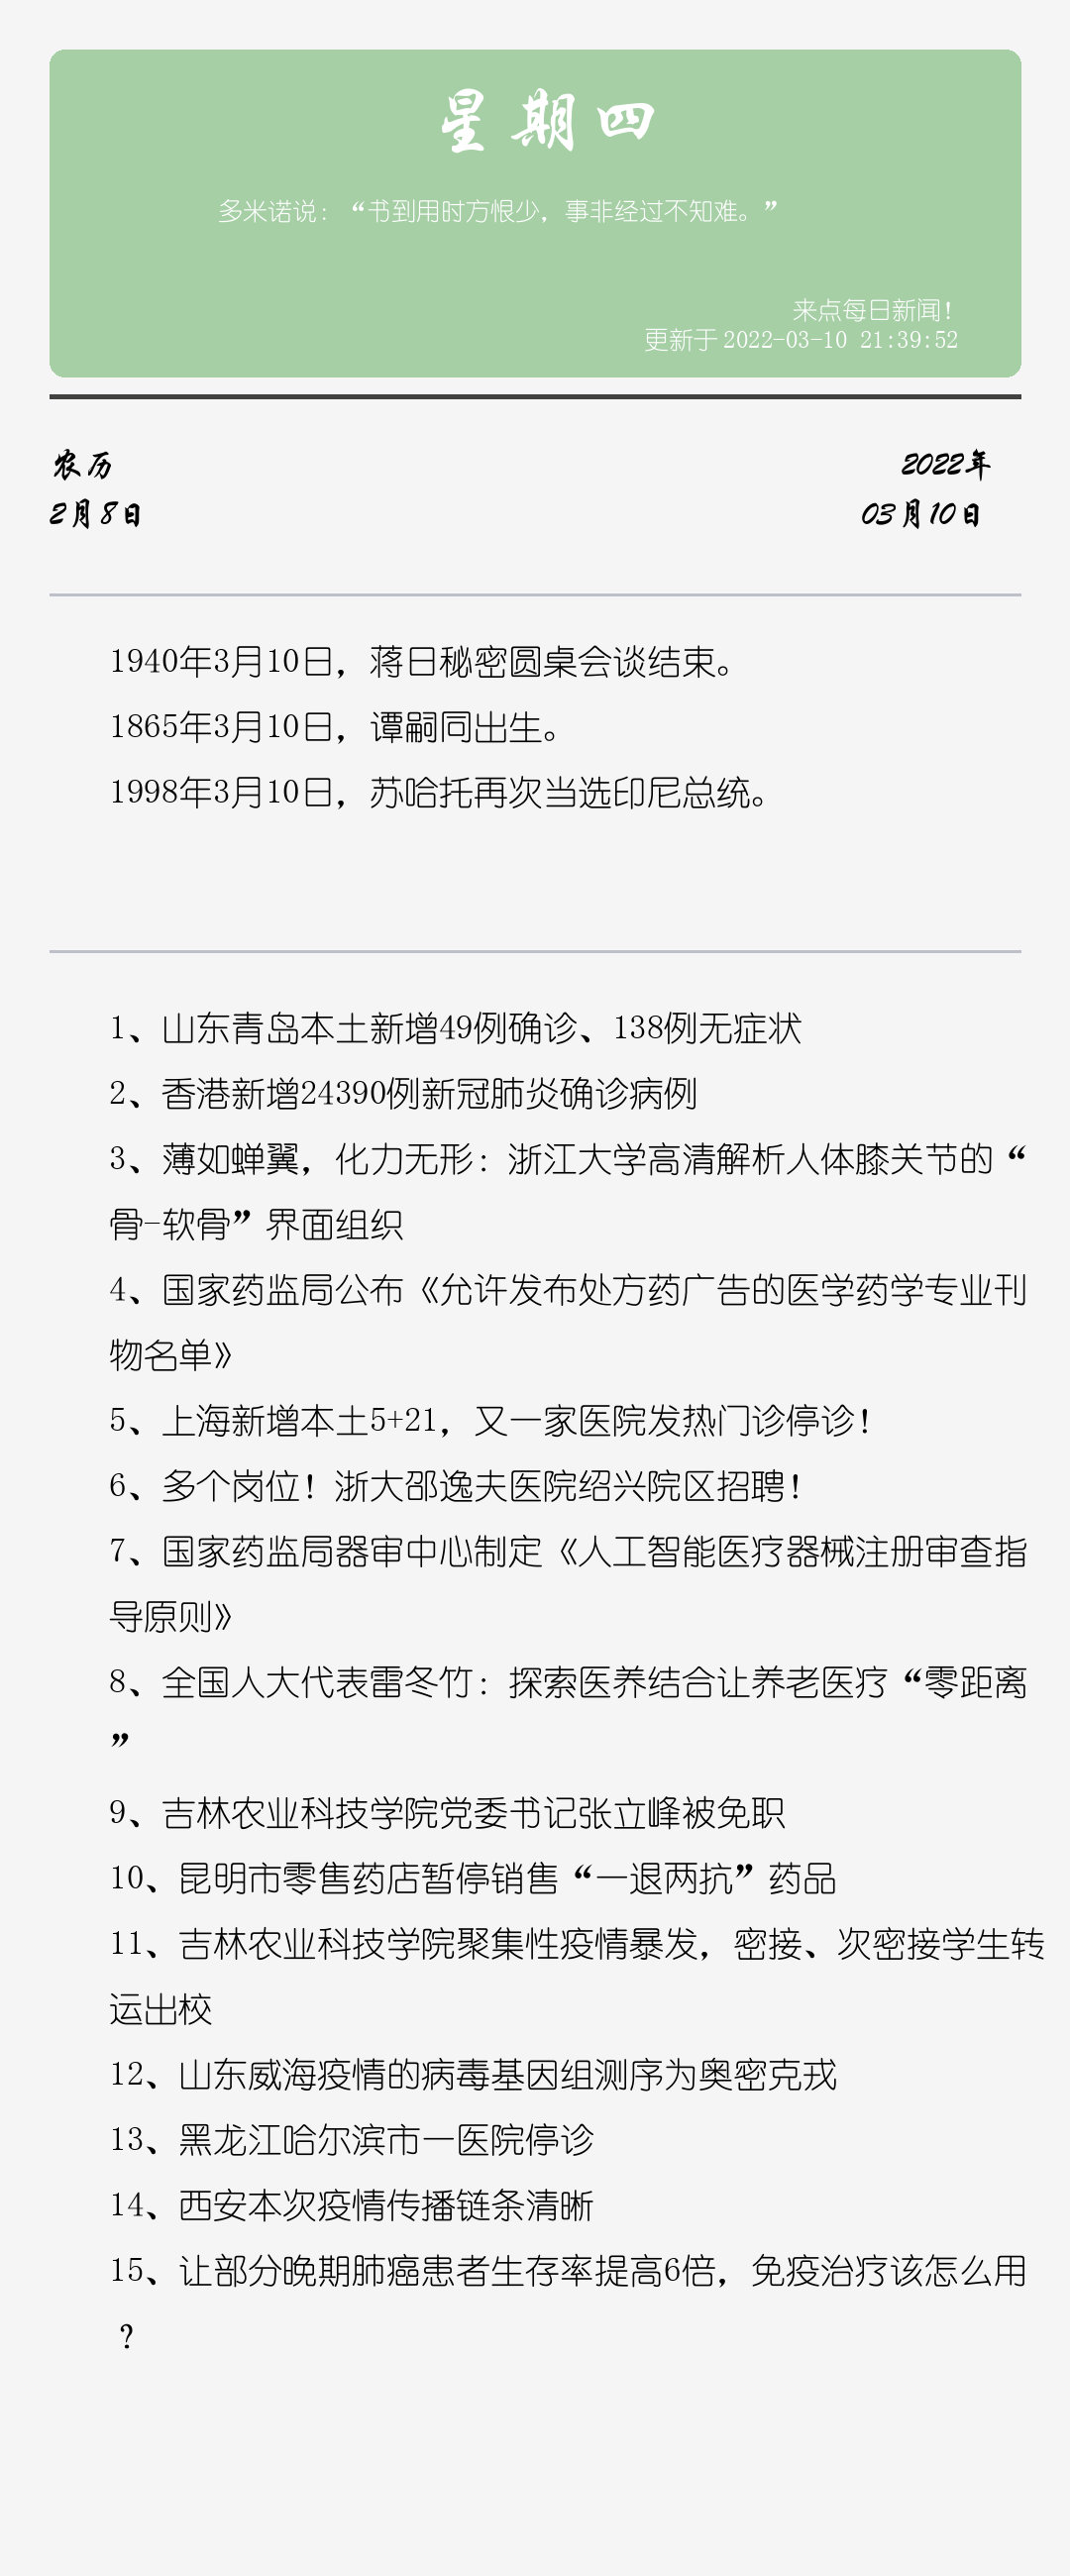 星期四
多米诺说：“书到用时方恨少，事非经过不知难。”
来点每日新闻！
更新于2022-03-10 21:39:52
农历
2月8日
2022年
03月10日
1940年3月10日，蒋日秘密圆桌会谈结束。
1865年3月10日，谭嗣同出生。
1998年3月10日，苏哈托再次当选印尼总统。
1、山东青岛本土新增49例确诊、138例无症状
2、香港新增24390例新冠肺炎确诊病例
3、薄如蝉翼，化力无形：浙江大学高清解析人体膝关节的“
骨-软骨”界面组织
4、国家药监局公布《允许发布处方药广告的医学药学专业刊
物名单》
5、上海新增本土5+21，又一家医院发热门诊停诊！
6、多个岗位！浙大邵逸夫医院绍兴院区招聘！
7、国家药监局器审中心制定《人工智能医疗器械注册审查指
导原则》
8、全国人大代表雷冬竹：探索医养结合让养老医疗“零距离
”
9、吉林农业科技学院党委书记张立峰被免职
10、昆明市零售药店暂停销售“一退两抗”药品
11、吉林农业科技学院聚集性疫情暴发，密接、次密接学生转
运出校
12、山东威海疫情的病毒基因组测序为奥密克戎
13、黑龙江哈尔滨市一医院停诊
14、西安本次疫情传播链条清晰
15、让部分晚期肺癌患者生存率提高6倍，免疫治疗该怎么用
？